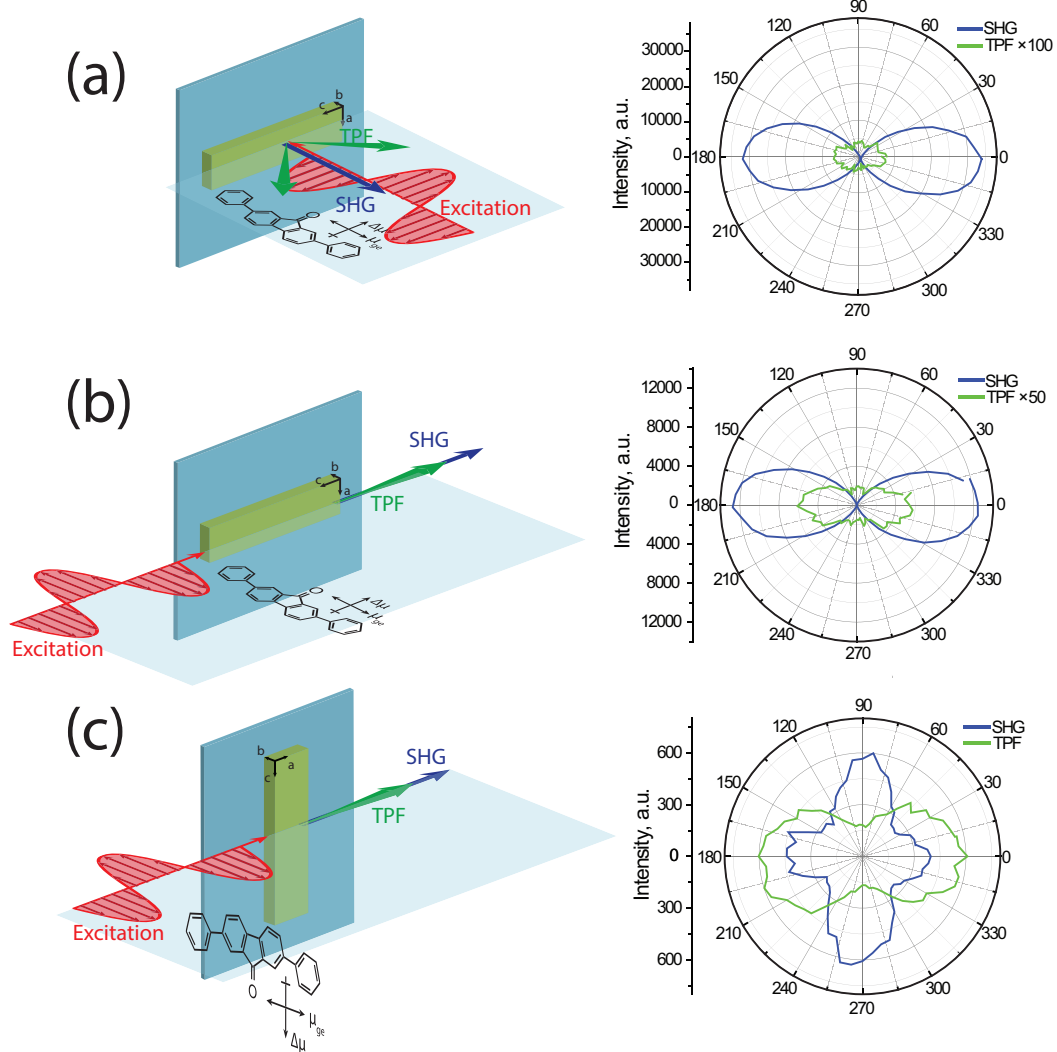 (a)
b
c
a
TPF
SHG
Excitation
O
Δμ
μge
90
120
60
150
30
180
0
210
330
240
300
270
SHG
TPF ×100
Intensity, a.u.
30000
20000
10000
0
10000
20000
30000
(b)
b
c
a
SHG
TPF
Excitation
O
Δμ
μge
90
120
60
150
30
180
0
210
330
240
300
270
SHG
TPF ×50
Intensity, a.u.
12000
8000
4000
0
4000
8000
12000
(c)
b
a
c
SHG
TPF
Excitation
O
μge
Δμ
90
120
60
150
30
180
0
210
330
240
300
270
SHG
TPF
Intensity, a.u.
600
300
0
300
600